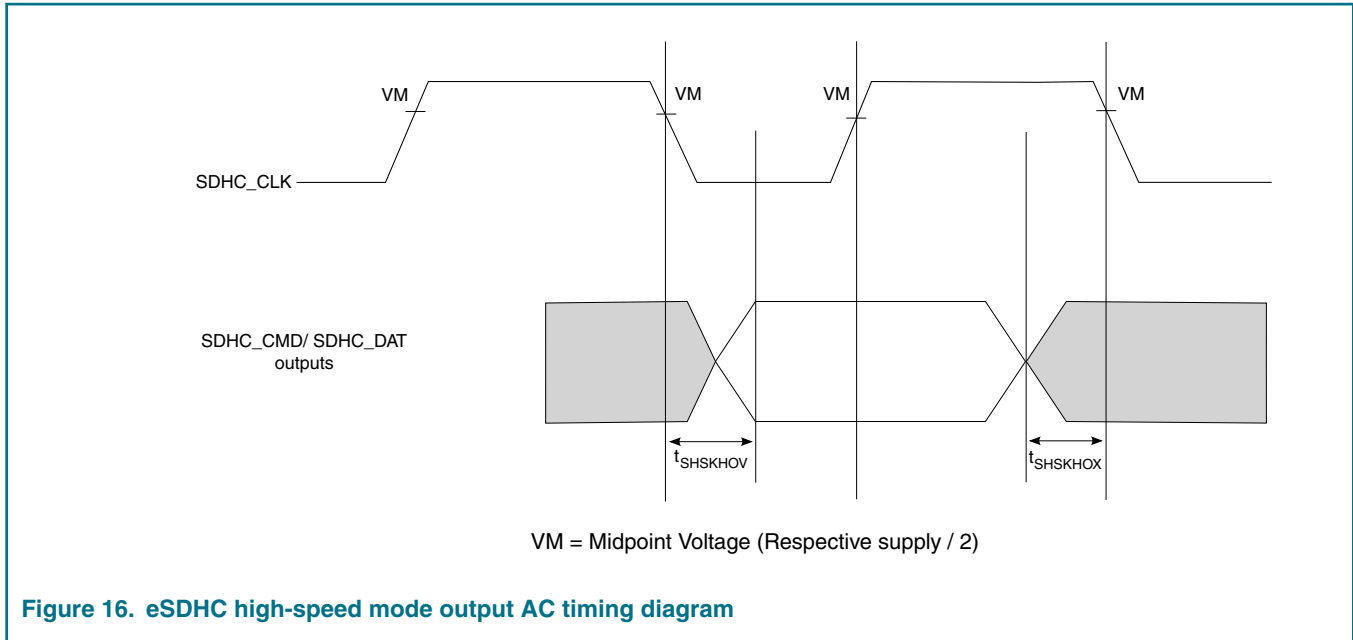 VM
VM
VM
VM
SDHC_CLK
SDHC_CMD/ SDHC_DAT
outputs
tSHSKHOV
tSHSKHOX
VM = Midpoint Voltage (Respective supply / 2)
Figure 16. eSDHC high-speed mode output AC timing diagram